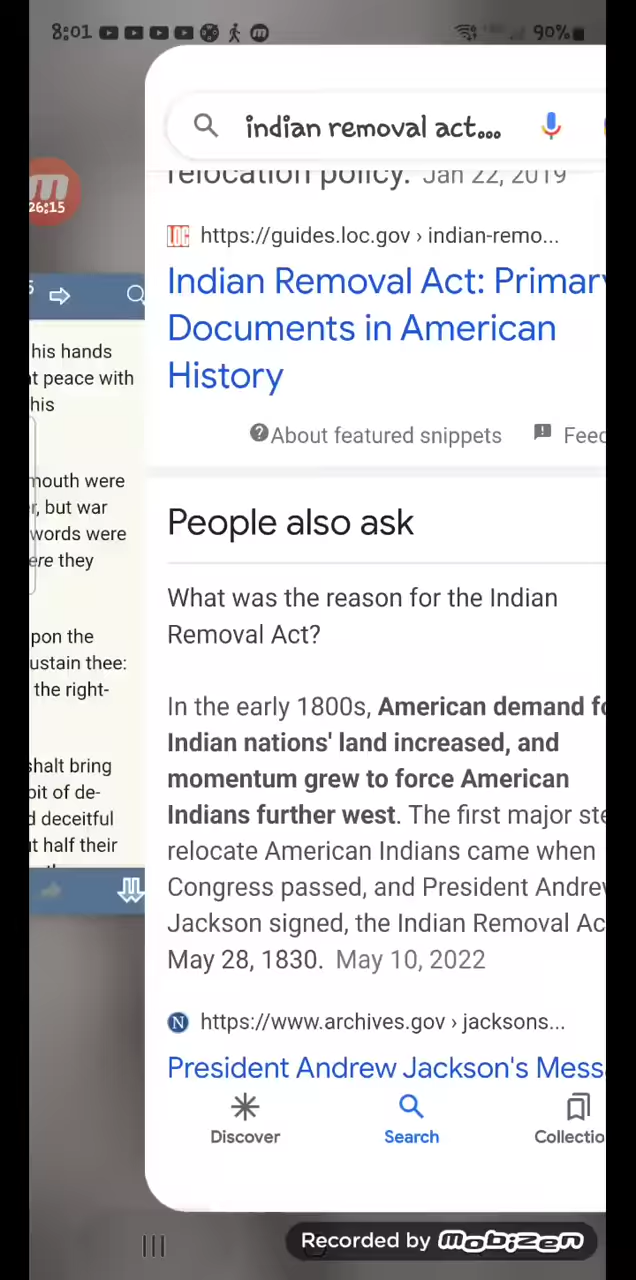 8:01
90%
indian removal act...
relocation policy. Jan 22, 2019
26:15
LOC https://guides.loc.gov › indian-remo...
Indian Removal Act: Primary
Documents in American
History
About featured snippets
People also ask
What was the reason for the Indian
Removal Act?
In the early 1800s, American demand
Indian nations' land increased, and
momentum grew to force American
Indians further west. The first major
relocate American Indians came when
Congress passed, and President
Jackson signed, the Indian Removal
May 28, 1830. May 10, 2022
N https://www.archives.gov › jacksons...
President Andrew Jackson's
Discover
Search
his hands
peace with
his
mouth were
but war
words were
ere they
upon the
sustain thee:
the right-
shalt bring
of de-
deceitful
half their
Recorded by mobizen